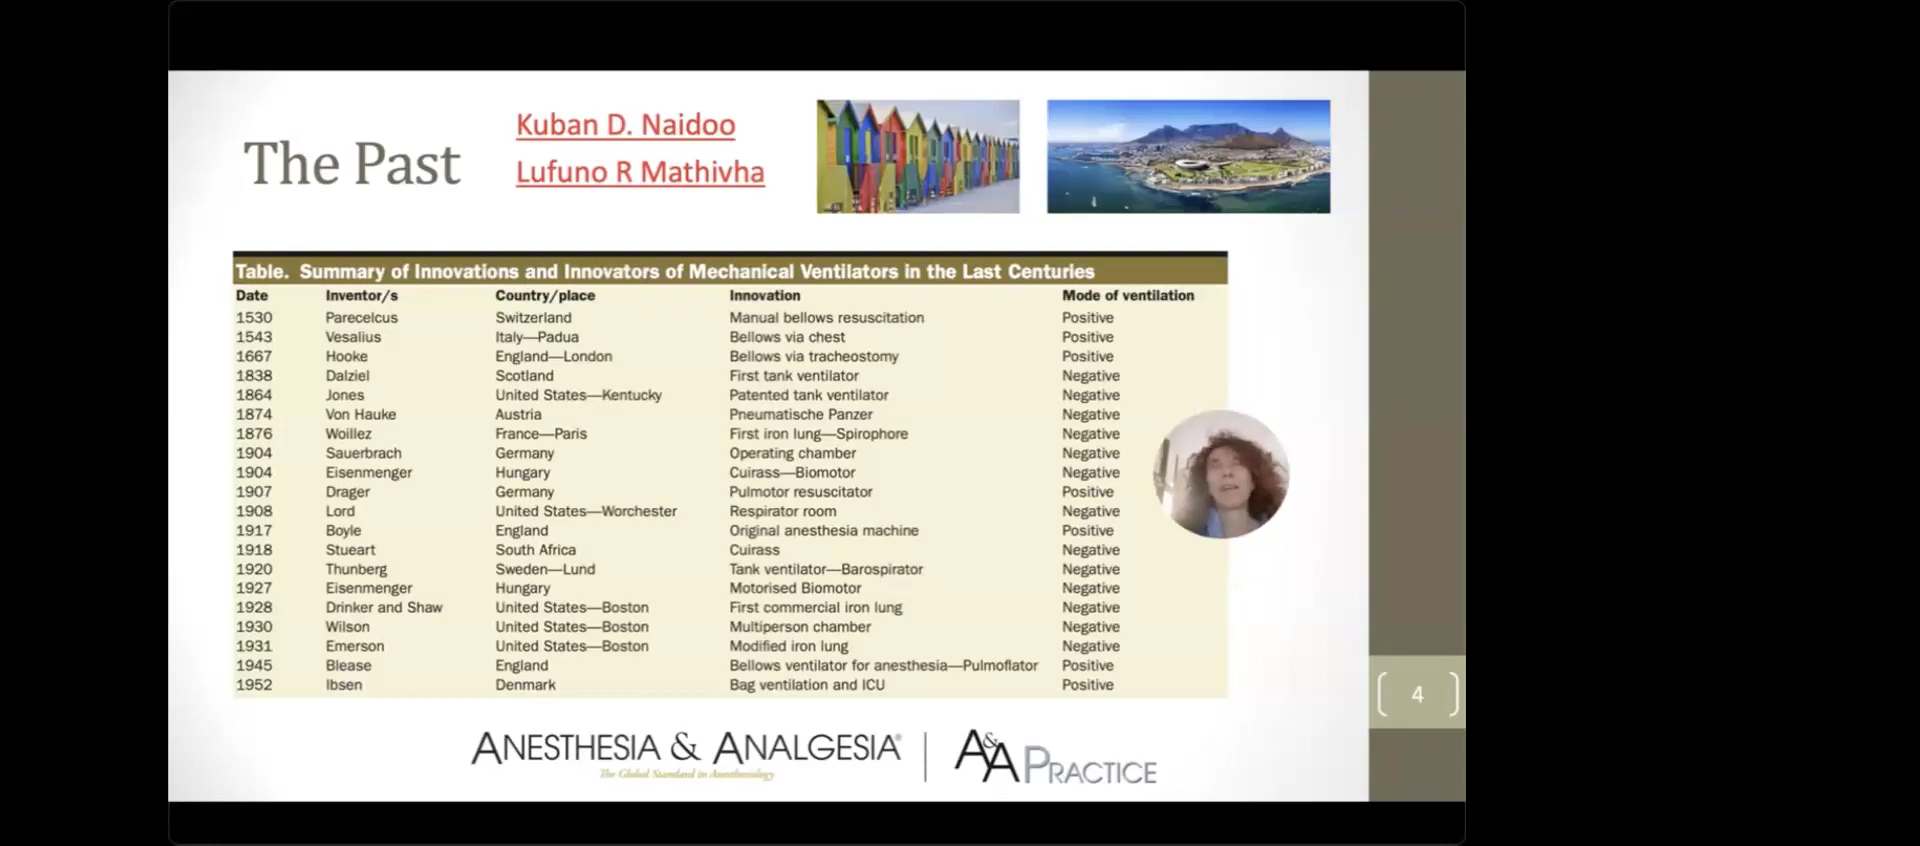 The Past
Kuban D. Naidoo
Lufuno R Mathivha
Table. Summary of Innovations and Innovators of Mechanical Ventilators in the Last Centuries
Date Inventor/s Country/place Innovation Mode of ventilation
1530 Parecelcus Switzerland Manual bellows resuscitation Positive
1543 Vesalius Italy—Padua Bellows via chest Positive
1667 Hooke England—London Bellows via tracheostomy Positive
1838 Dalziel Scotland First tank ventilator Negative
1864 Jones United States—Kentucky Patented tank ventilator Negative
1874 Von Hauke Austria Pneumatische Panzer Negative
1876 Woillez France—Paris First iron lung—Spirophore Negative
1904 Sauerbrach Germany Operating chamber Negative
1904 Eisenmenger Hungary Cuirass—Biomotor Negative
1907 Drager Germany Pulmotor resuscitator Positive
1908 Lord United States—Worchester Respirator room Negative
1917 Boyle England Original anesthesia machine Positive
1918 Stueart South Africa Cuirass Negative
1920 Thunberg Sweden—Lund Tank ventilator—Barospirator Negative
1927 Eisenmenger Hungary Motorised Biomotor Negative
1928 Drinker and Shaw United States—Boston First commercial iron lung Negative
1930 Wilson United States—Boston Multiperson chamber Negative
1931 Emerson United States—Boston Modified iron lung Negative
1945 Blease England Bellows ventilator for anesthesia—Pulmoflator Positive
1952 Ibsen Denmark Bag ventilation and ICU Positive
4
ANESTHESIA & ANALGESIA®
The Global Standard in Anesthesiology
A&A PRACTICE